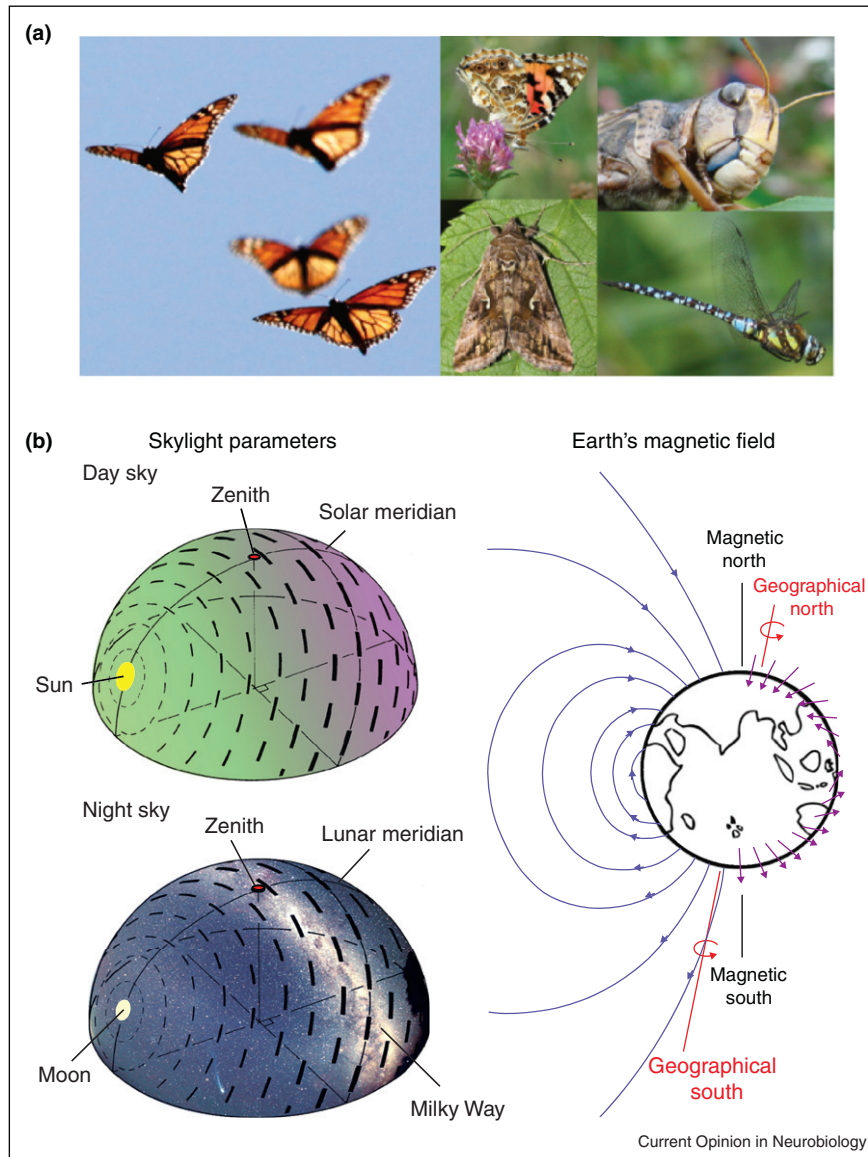 (a)
(b)
Skylight parameters
Day sky
Zenith
Solar meridian
Sun
Night sky
Zenith
Lunar meridian
Moon
Milky Way
Earth's magnetic field
Magnetic
north
Geographical
north
Magnetic
south
Geographical
south
Current Opinion in Neurobiology